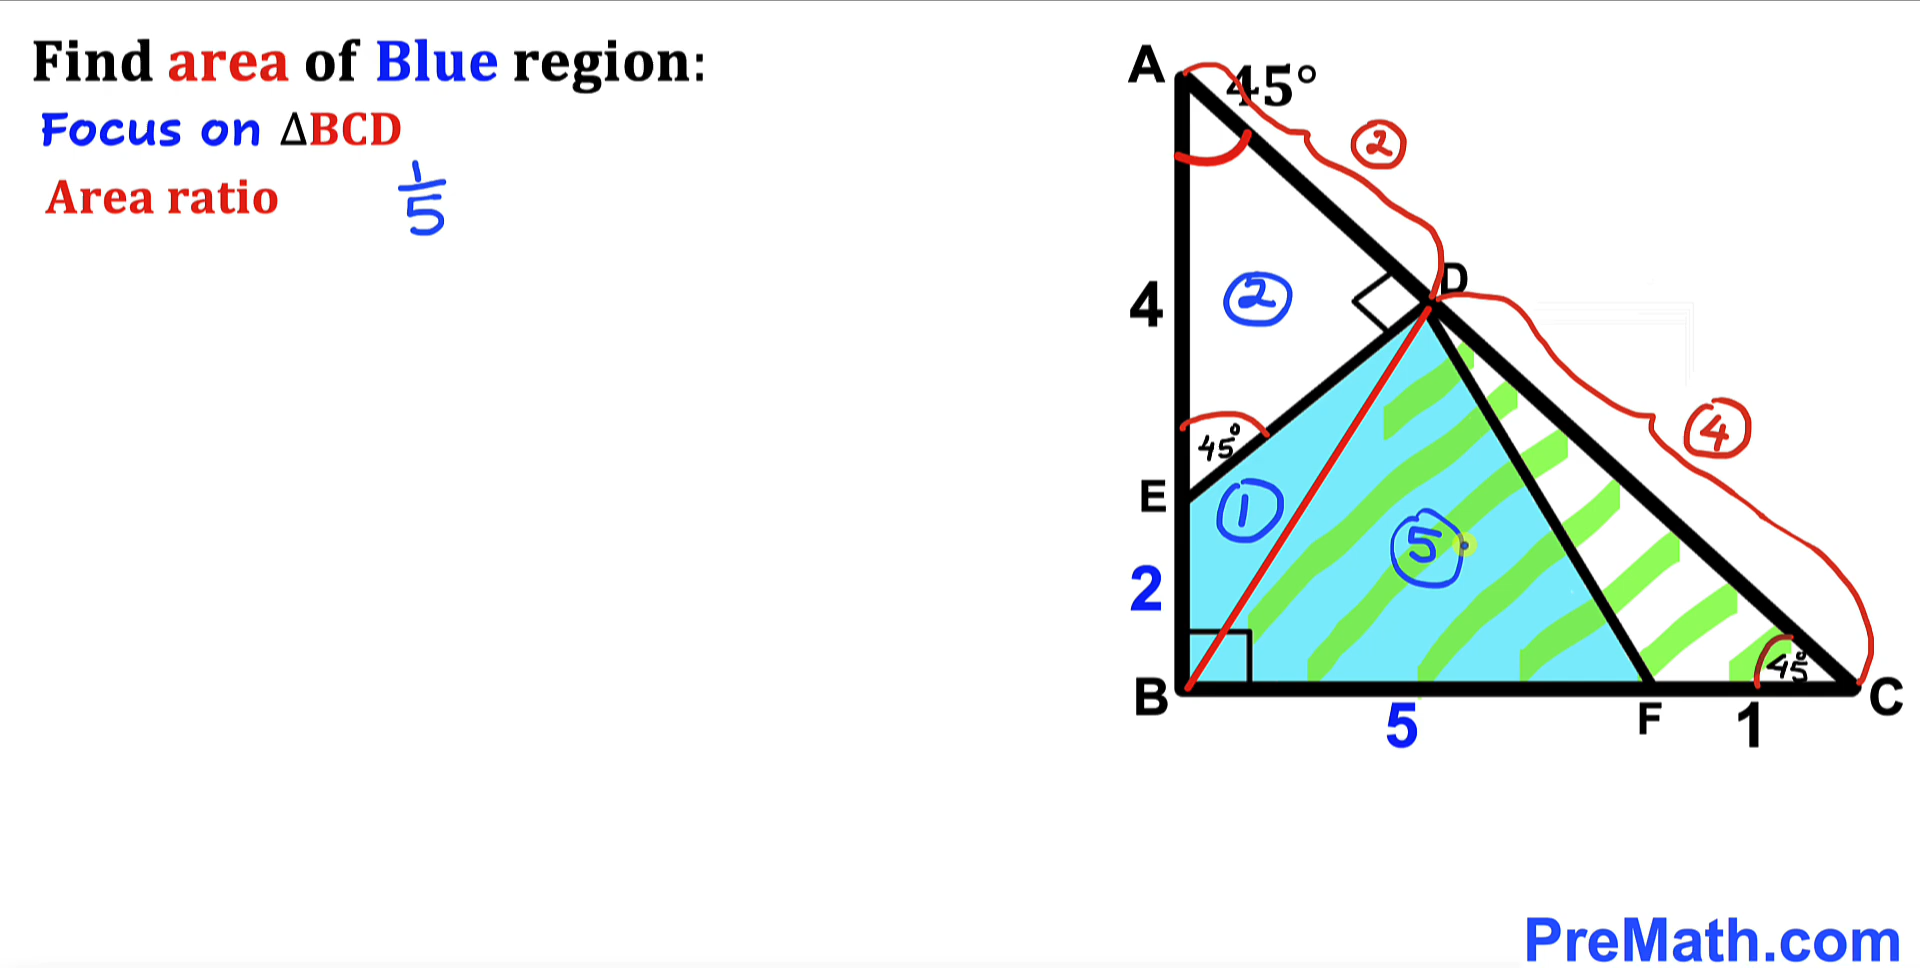 Find area of Blue region:
Focus on ΔBCD
Area ratio 1/5
A
45°
2
D
4
2
4
45°
E
1
5
2
45°
B
C
5
F
1
PreMath.com